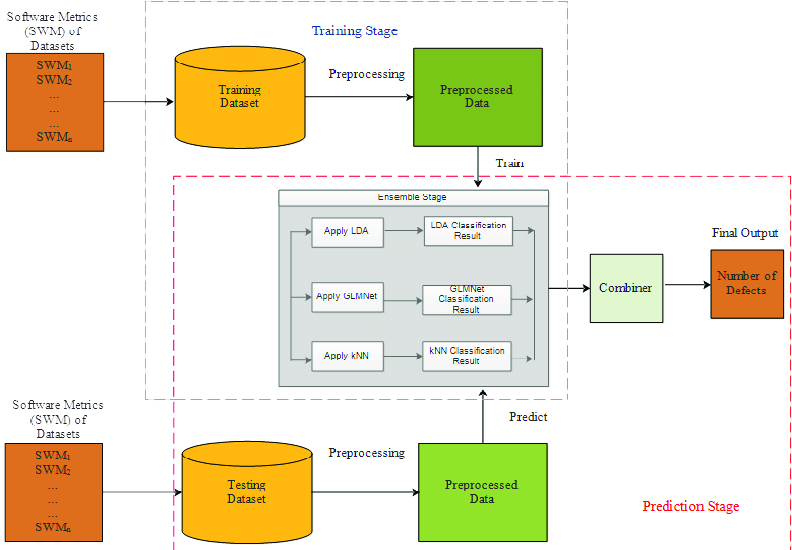 Software Metrics
(SWM) of
Datasets
SWM1
SWM2
...
...
...
SWMn
Training Stage
Training
Dataset
Preprocessing
Preprocessed
Data
Train
Ensemble Stage
Apply LDA
LDA Classification
Result
Apply GLMNet
GLMNet
Classification
Result
Apply kNN
kNN Classification
Result
Combiner
Final Output
Number of
Defects
Predict
Software Metrics
(SWM) of
Datasets
SWM1
SWM2
...
...
...
SWMn
Testing
Dataset
Preprocessing
Preprocessed
Data
Prediction Stage